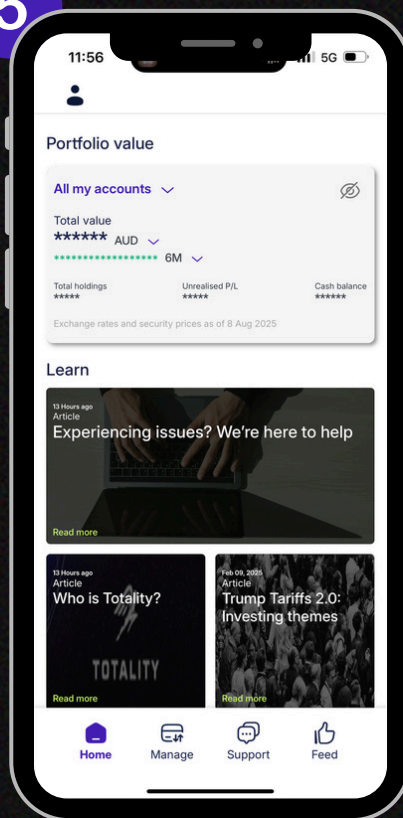 5
11:56
5G
Portfolio value
All my accounts
Total value
****** AUD
****************** 6M
Total holdings
*****
Unrealised P/L
*****
Cash balance
******
Exchange rates and security prices as of 8 Aug 2025
Learn
13 Hours ago
Article
Experiencing issues? We're here to help
Read more
13 Hours ago
Article
Who is Totality?
TOTALITY
Read more
Feb 09, 2025
Article
Trump Tariffs 2.0:
Investing themes
Read more
Home
Manage
Support
Feed